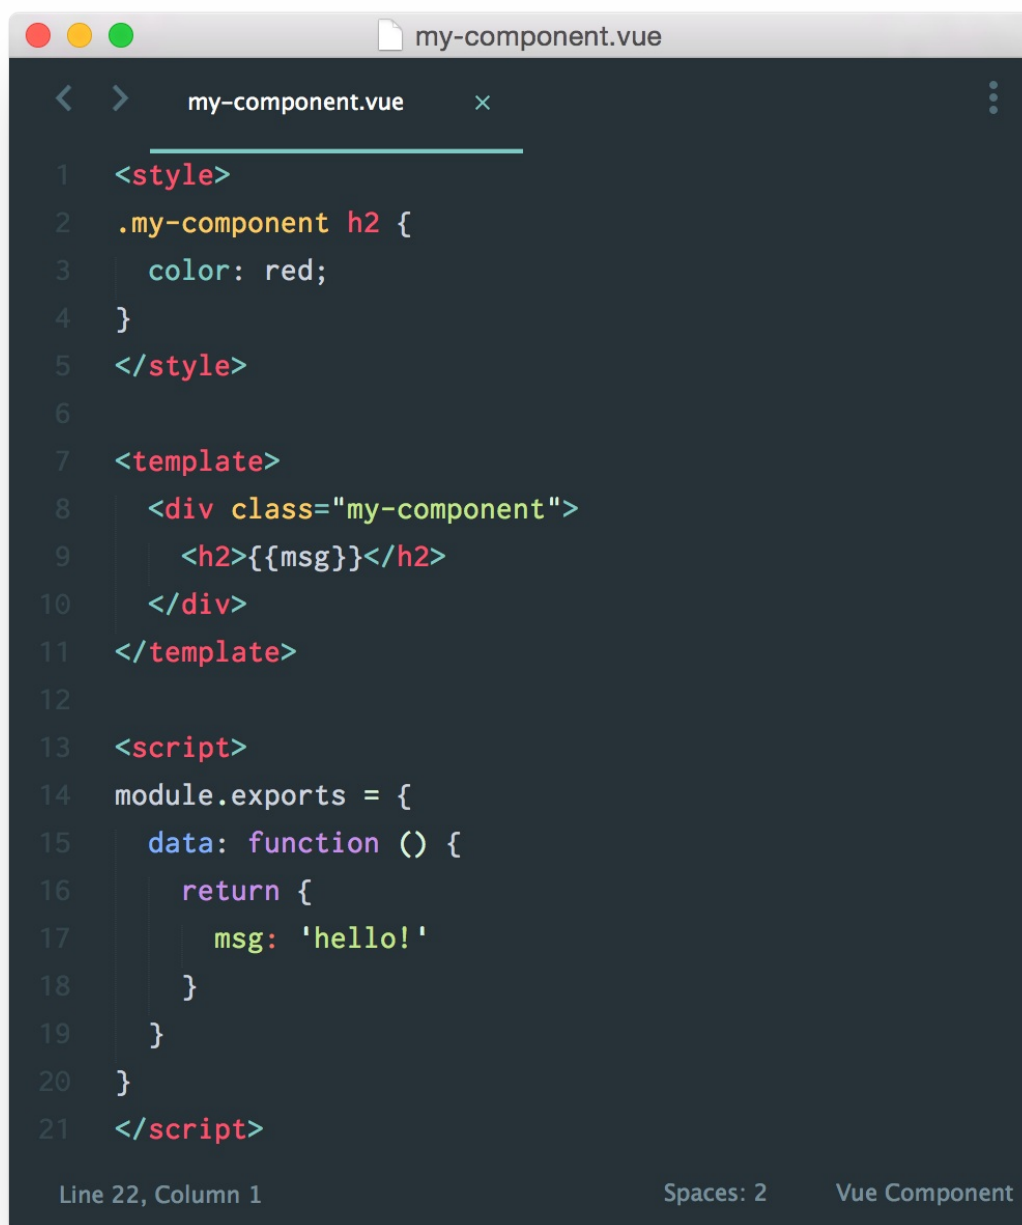 my-component.vue
my-component.vue ×
1 <style>
2 .my-component h2 {
3   color: red;
4 }
5 </style>
6
7 <template>
8   <div class="my-component">
9     <h2>{{msg}}</h2>
10   </div>
11 </template>
12
13 <script>
14 module.exports = {
15   data: function () {
16     return {
17       msg: 'hello!'
18     }
19   }
20 }
21 </script>
Line 22, Column 1 Spaces: 2 Vue Component